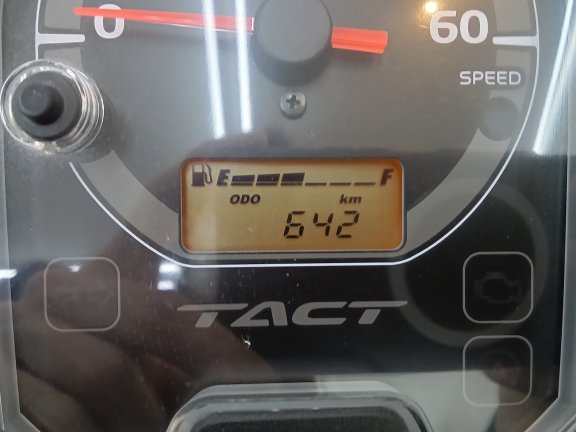 0 60
SPEED
E F
ODO km
642
TACT